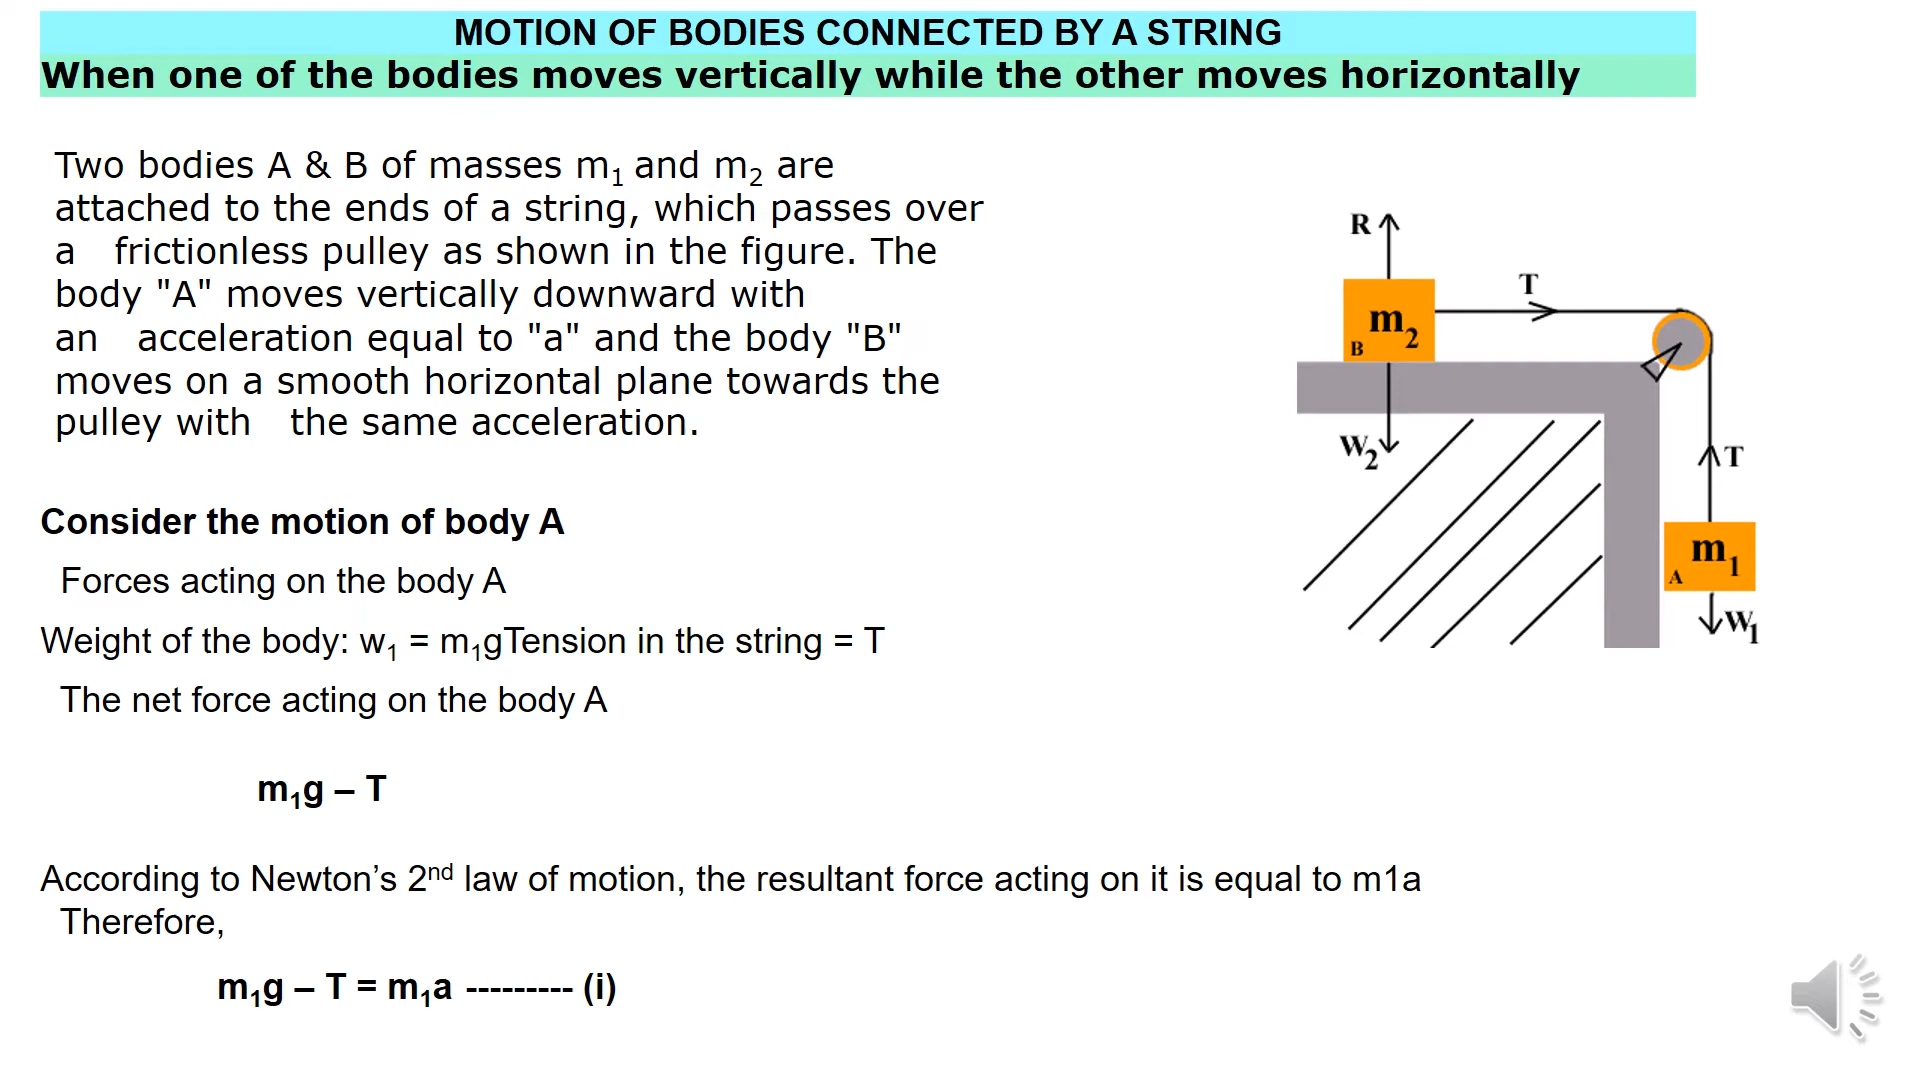 MOTION OF BODIES CONNECTED BY A STRING
When one of the bodies moves vertically while the other moves horizontally
Two bodies A & B of masses m₁ and m₂ are
attached to the ends of a string, which passes over
a frictionless pulley as shown in the figure. The
body "A" moves vertically downward with
an acceleration equal to "a" and the body "B"
moves on a smooth horizontal plane towards the
pulley with the same acceleration.
R
T
m₂
B
W₂
T
m₁
A
W₁
Consider the motion of body A
Forces acting on the body A
Weight of the body: w₁ = m₁gTension in the string = T
The net force acting on the body A
m₁g – T
According to Newton’s 2ⁿᵈ law of motion, the resultant force acting on it is equal to m1a
Therefore,
m₁g – T = m₁a --------- (i)